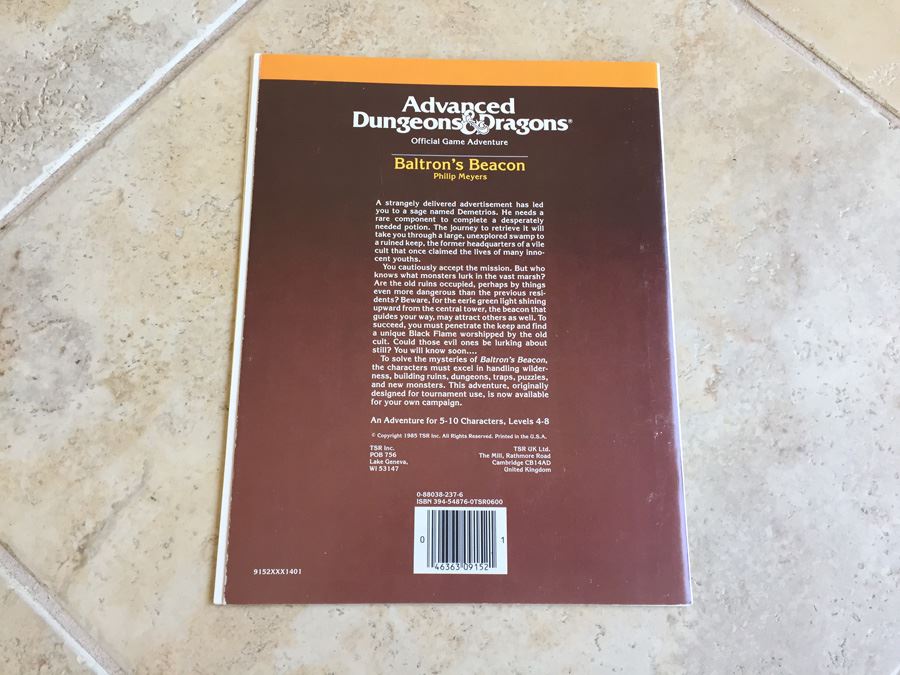 Advanced
Dungeons & Dragons®
Official Game Adventure
Baltron's Beacon
Philip Meyers
A strangely delivered advertisement has led
you to a sage named Demetrios. He needs a
rare component to complete a desperately
needed potion. The journey to retrieve it will
take you through a large, unexplored swamp to
a ruined keep, the former headquarters of a vile
cult that once claimed the lives of many inno-
cent youths.
You cautiously accept the mission. But who
knows what monsters lurk in the vast marsh?
Are the old ruins occupied, perhaps by things
even more dangerous than the previous resi-
dents? Beware, for the eerie green light shining
upward from the central tower, the beacon that
guides your way, may attract others as well. To
succeed, you must penetrate the keep and find
a unique Black Flame worshipped by the old
cult. Could those evil ones be lurking about
still? You will know soon....
To solve the mysteries of Baltron's Beacon,
the characters must excel in handling wilder-
ness, building ruins, dungeons, traps, puzzles,
and new monsters. This adventure, originally
designed for tournament use, is now available
for your own campaign.
An Adventure for 5-10 Characters, Levels 4-8
© Copyright 1985 TSR Inc. All Rights Reserved. Printed in the U.S.A.
TSR Inc.
POB 756
Lake Geneva,
WI 53147
TSR UK Ltd.
The Mill, Rathmore Road
Cambridge CB14AD
United Kingdom
0-88038-237-6
ISBN 394-54876-0TSR0600
0 46363 09152 1
9152XXX1401